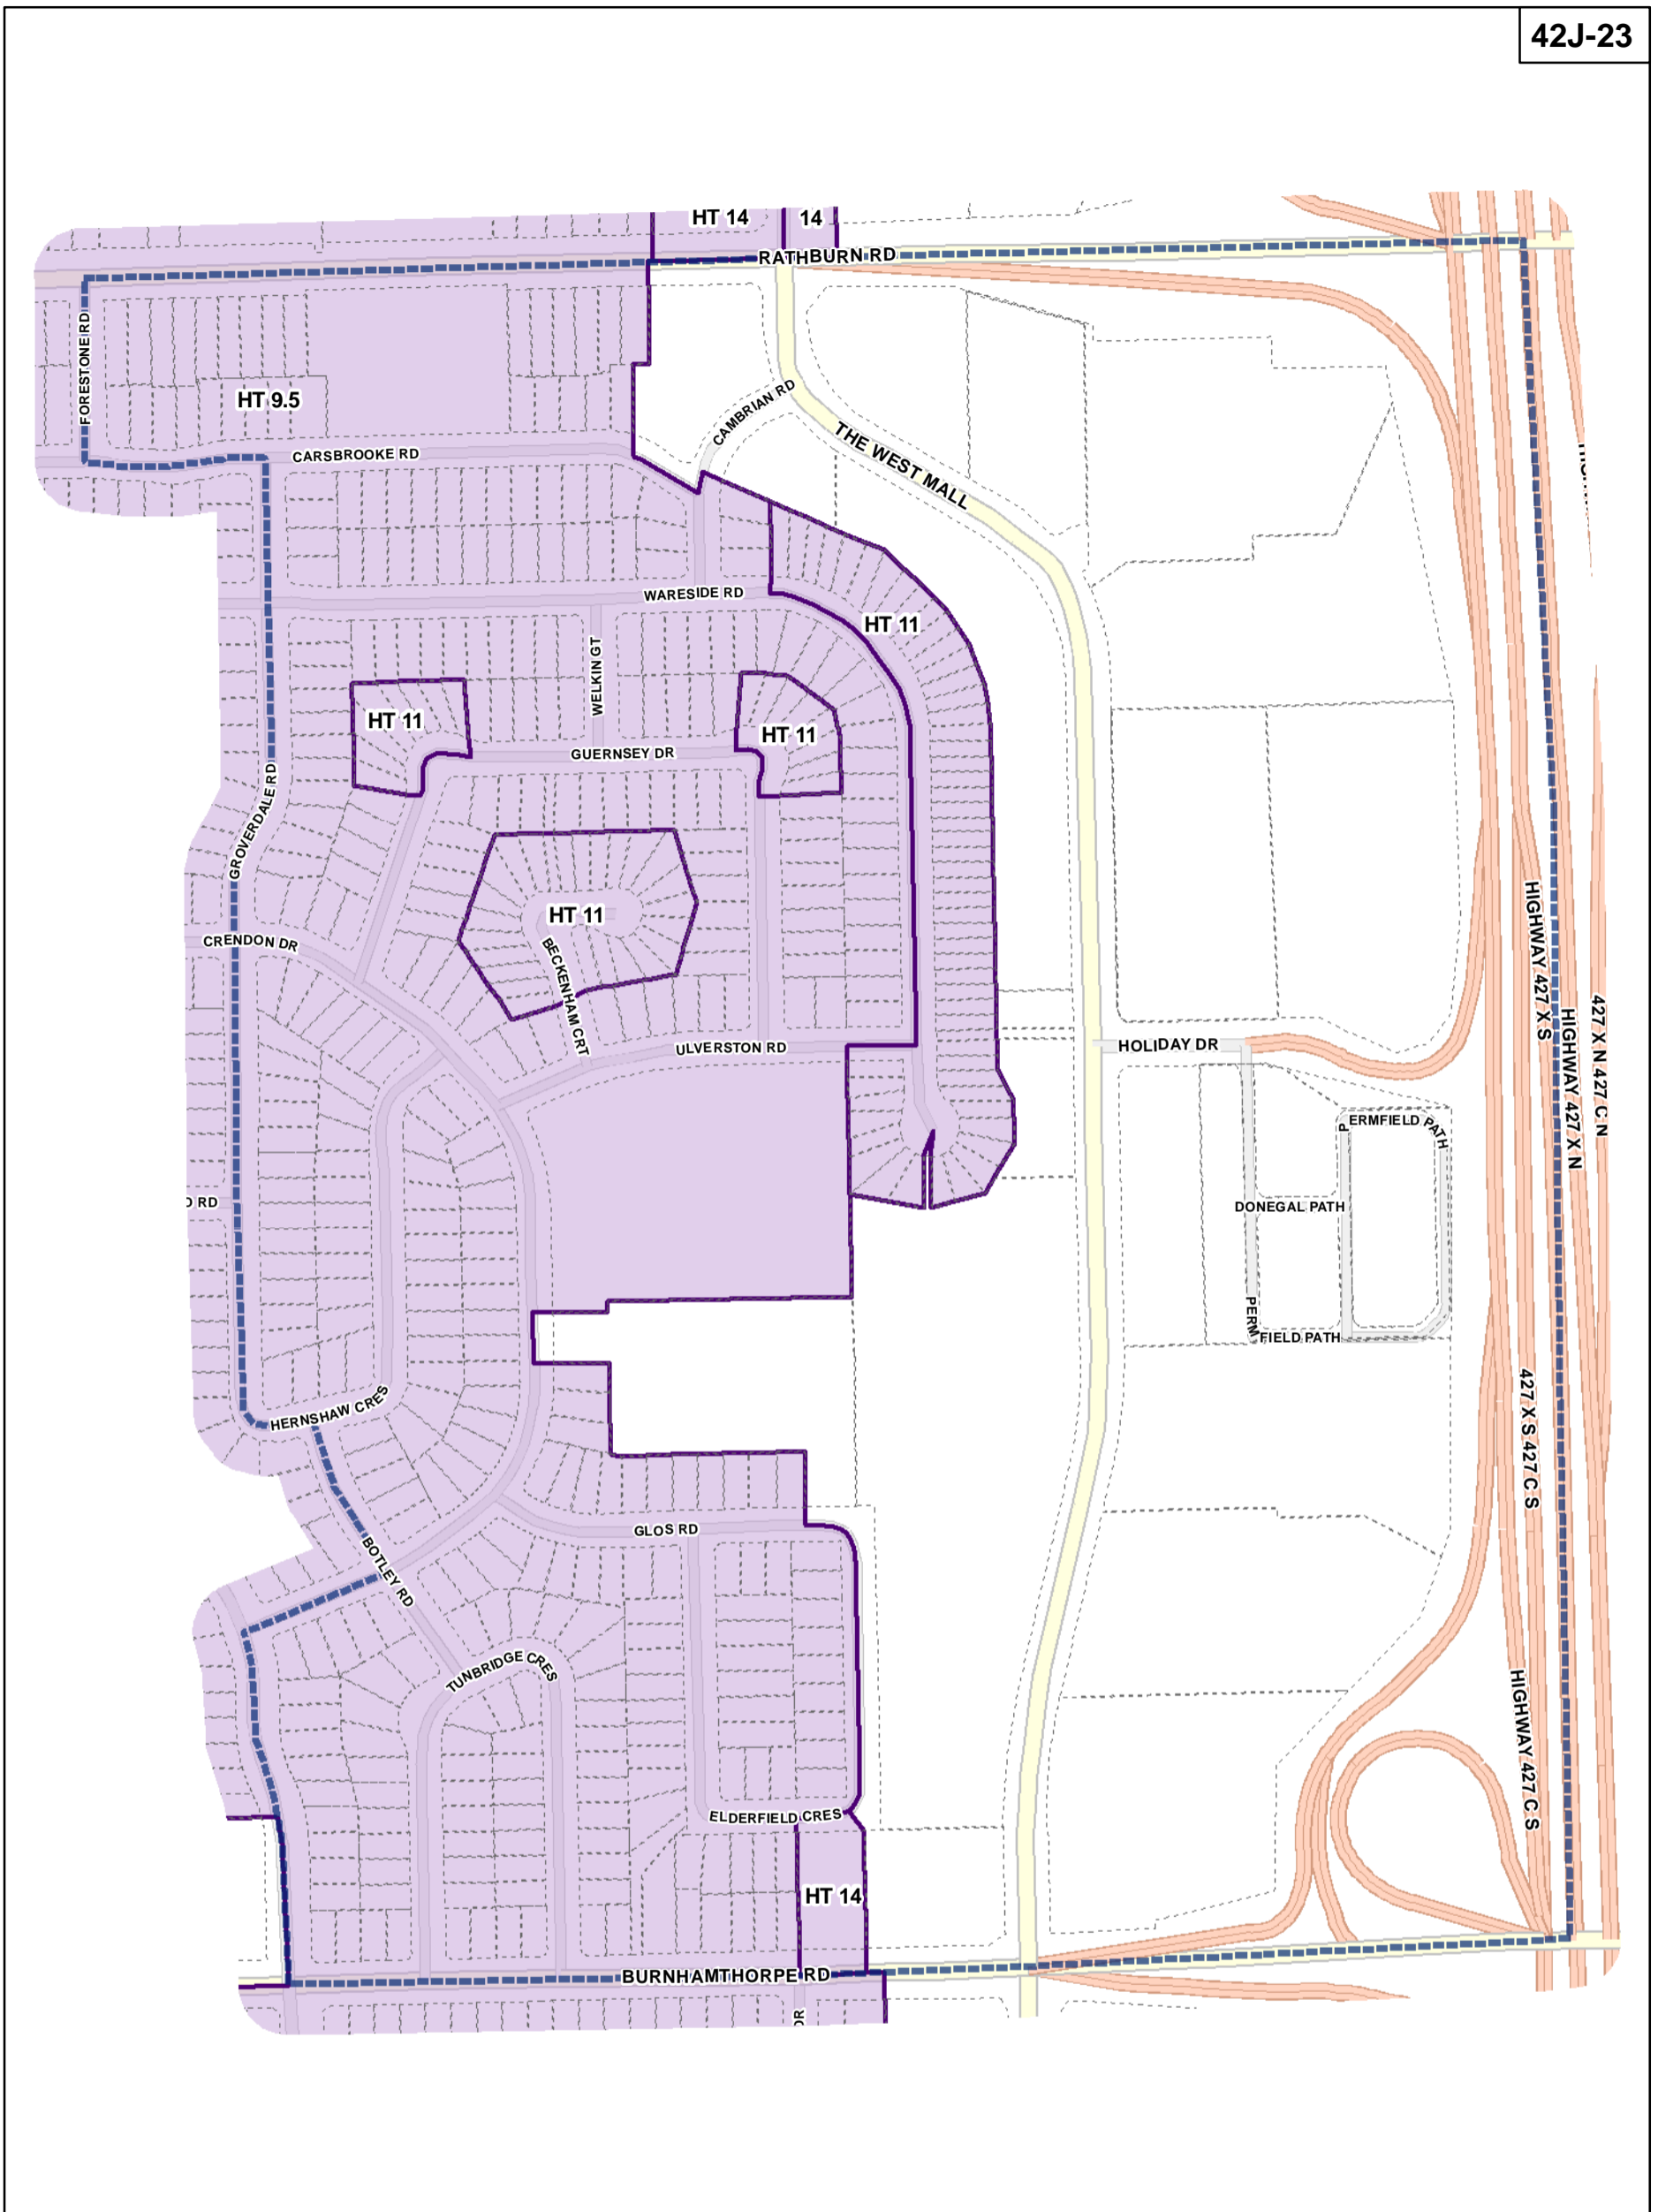 42J-23
HT 14
14
RATHBURN RD
FORESTONE RD
HT 9.5
CAMBRIAN RD
CARSBROOKE RD
THE WEST MALL
WARESIDE RD
HT 11
WELKIN GT
HT 11
HT 11
GUERNSEY DR
GROVERDALE RD
HT 11
CRENDON DR
BECKENHAM CRT
HIGHWAY 427 X S
HIGHWAY 427 X N
427 X N 427 C N
ULVERSTON RD
HOLIDAY DR
PERMFIELD PATH
DONEGAL PATH
PERMFIELD PATH
HERNSHAW CRES
427 X S 427 C S
GLOS RD
BOTLEY RD
TUNBRIDGE CRES
HIGHWAY 427 C S
ELDERFIELD CRES
HT 14
BURNHAMTHORPE RD
DR